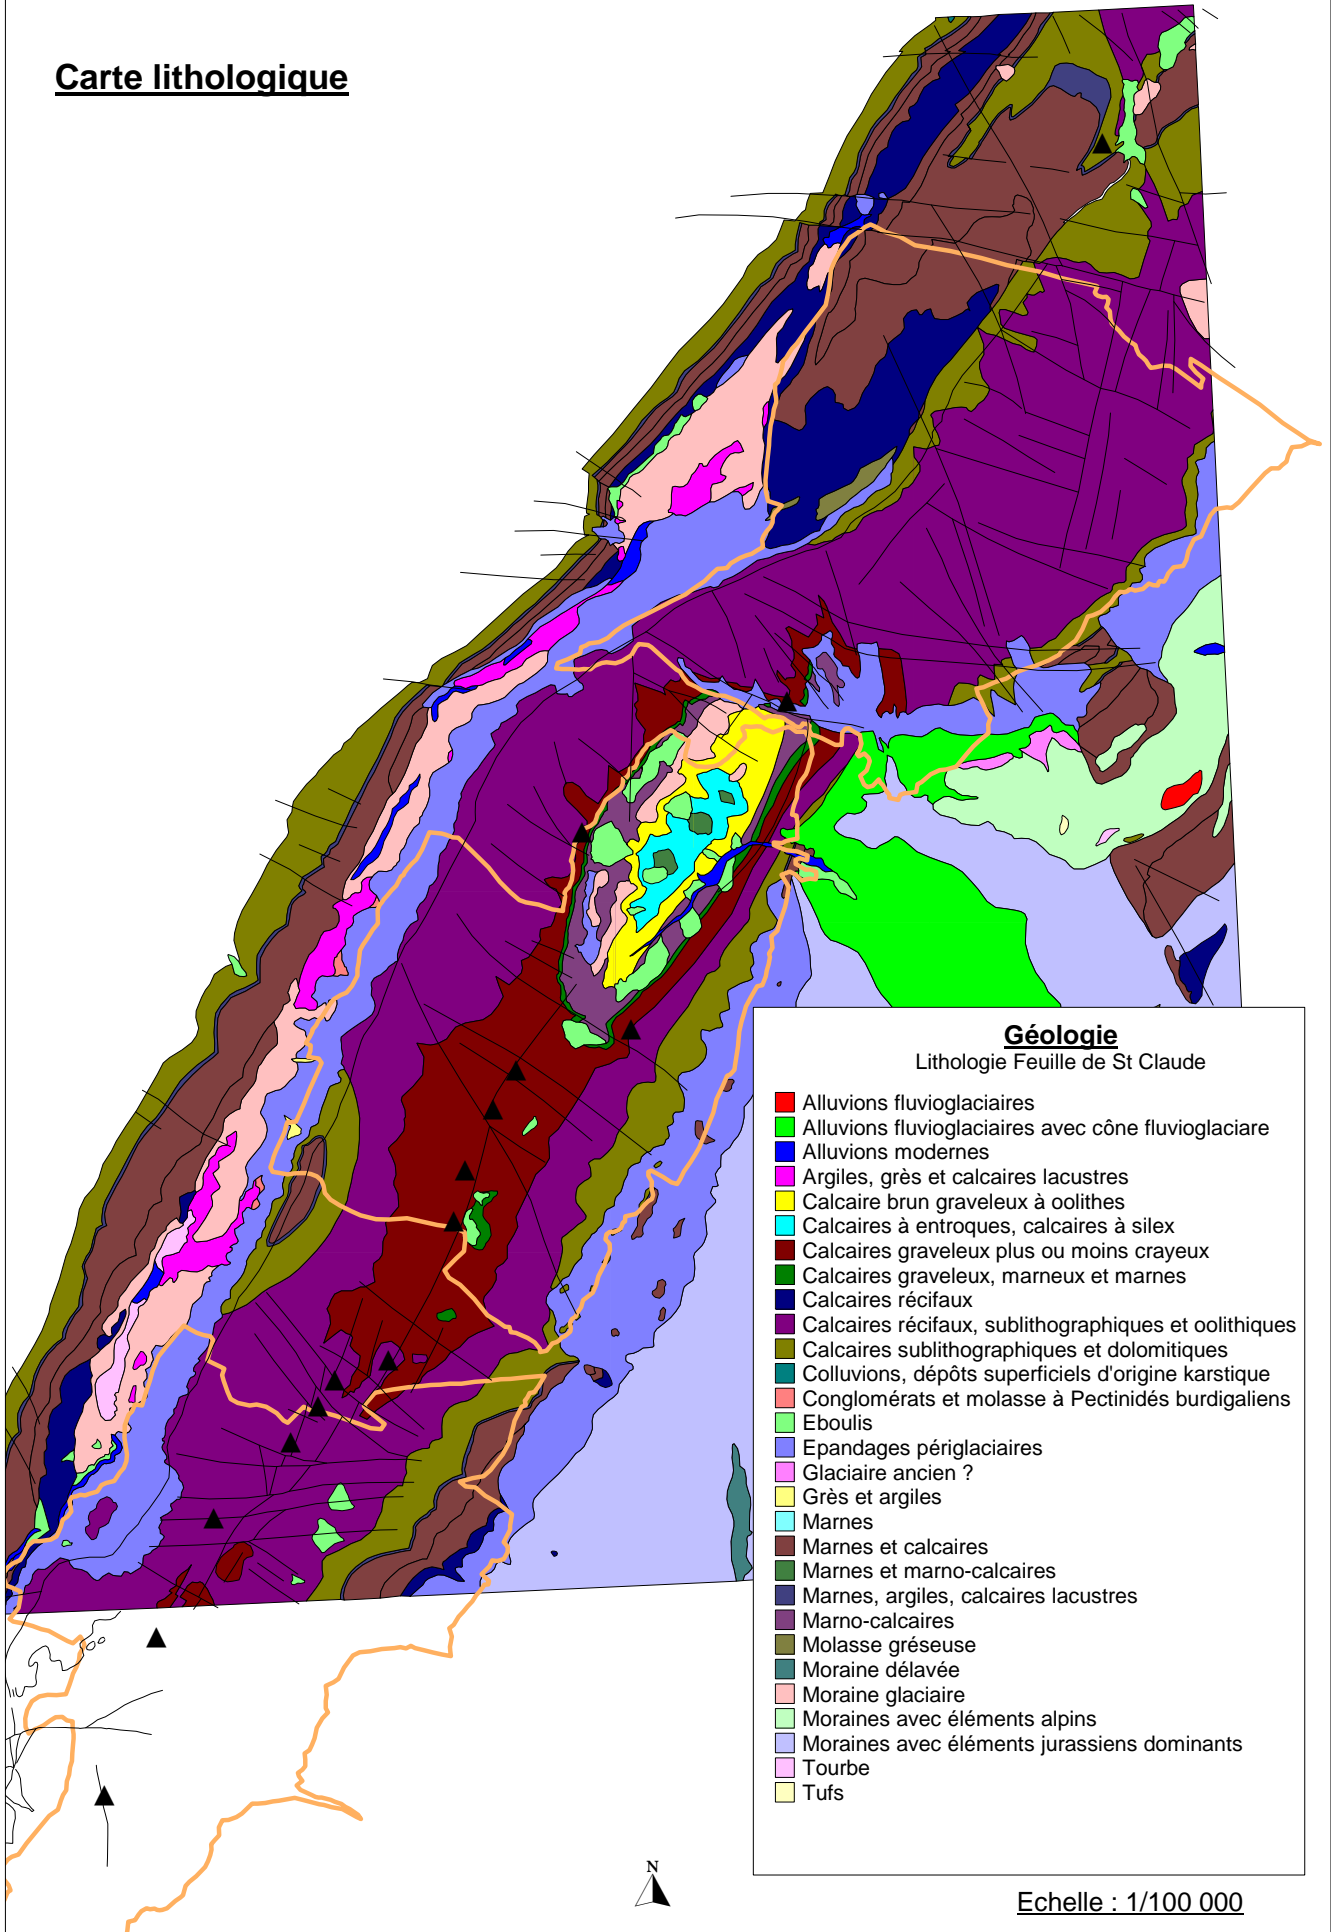 Carte lithologique
Géologie
Lithologie Feuille de St Claude
Alluvions fluvioglaciaires
Alluvions fluvioglaciaires avec cône fluvioglaciare
Alluvions modernes
Argiles, grès et calcaires lacustres
Calcaire brun graveleux à oolithes
Calcaires à entroques, calcaires à silex
Calcaires graveleux plus ou moins crayeux
Calcaires graveleux, marneux et marnes
Calcaires récifaux
Calcaires récifaux, sublithographiques et oolithiques
Calcaires sublithographiques et dolomitiques
Colluvions, dépôts superficiels d'origine karstique
Conglomérats et molasse à Pectinidés burdigaliens
Eboulis
Epandages périglaciaires
Glaciaire ancien ?
Grès et argiles
Marnes
Marnes et calcaires
Marnes et marno-calcaires
Marnes, argiles, calcaires lacustres
Marno-calcaires
Molasse gréseuse
Moraine délavée
Moraine glaciaire
Moraines avec éléments alpins
Moraines avec éléments jurassiens dominants
Tourbe
Tufs
N
Echelle : 1/100 000